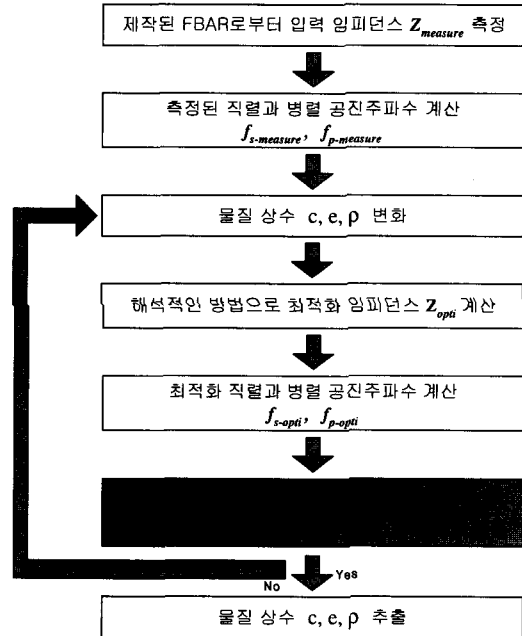 제작된 FBAR로부터 입력 임피던스 Z_measure 측정
측정된 직렬과 병렬 공진주파수 계산
f_s-measure, f_p-measure
물질 상수 c, e, ρ 변화
해석적인 방법으로 최적화 임피던스 Z_opti 계산
최적화 직렬과 병렬 공진주파수 계산
f_s-opti, f_p-opti
No
Yes
물질 상수 c, e, ρ 추출